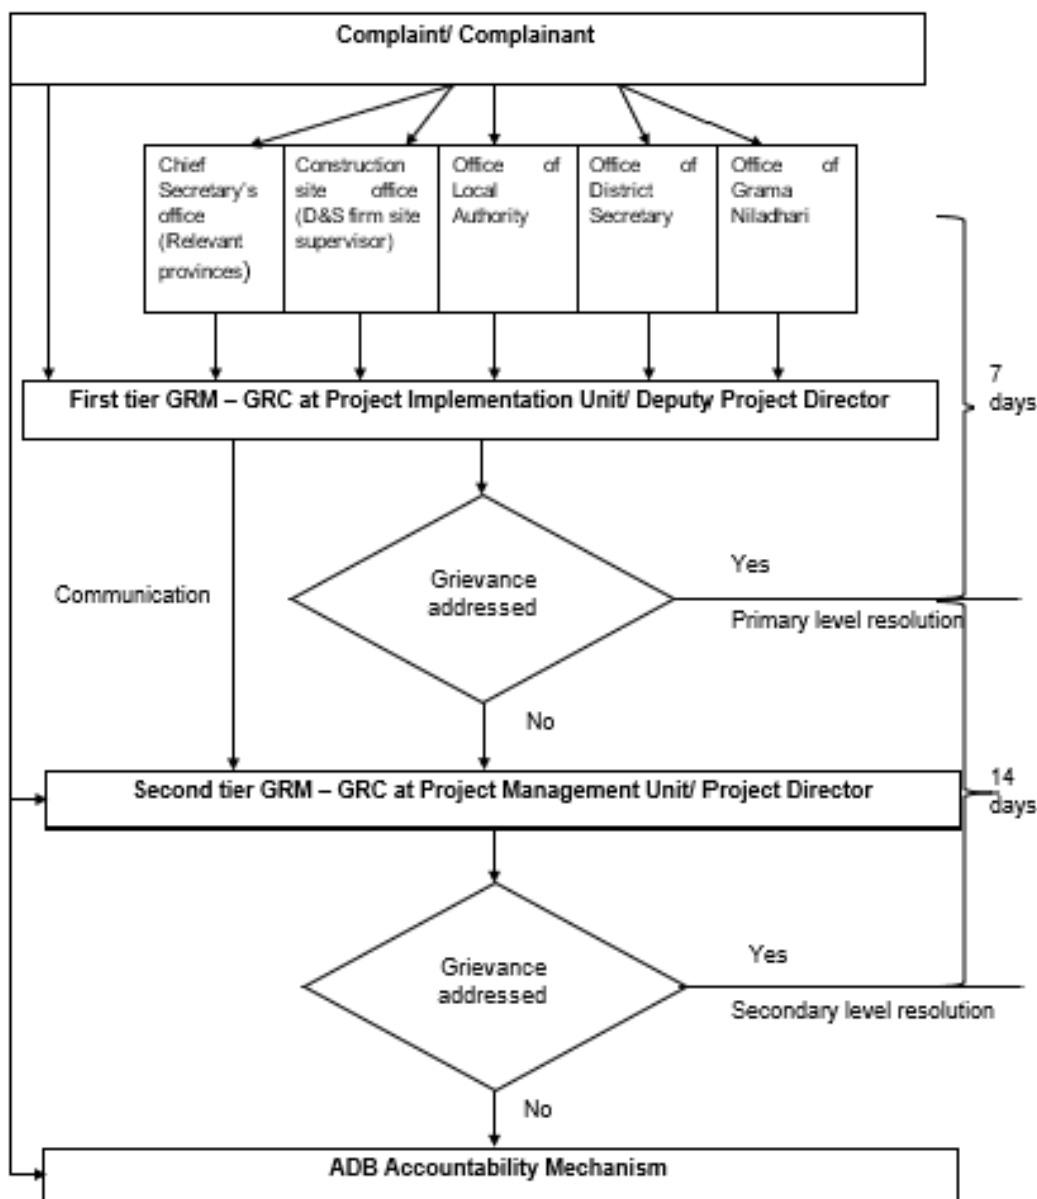 Complaint/ Complainant
Chief
Secretary's
office
(Relevant
provinces)
Construction
site office
(D&S firm site
supervisor)
Office of
Local
Authority
Office of
District
Secretary
Office of
Grama
Niladhari
7
days
First tier GRM – GRC at Project Implementation Unit/ Deputy Project Director
Communication
Grievance
addressed
Yes
Primary level resolution
No
14
days
Second tier GRM – GRC at Project Management Unit/ Project Director
Grievance
addressed
Yes
Secondary level resolution
No
ADB Accountability Mechanism